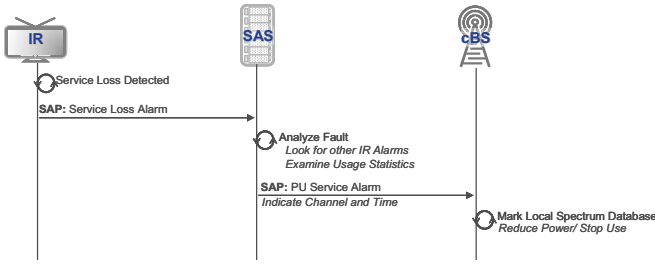 IR
SAS
cBS
Service Loss Detected
SAP: Service Loss Alarm
Analyze Fault
Look for other IR Alarms
Examine Usage Statistics
SAP: PU Service Alarm
Indicate Channel and Time
Mark Local Spectrum Database
Reduce Power/ Stop Use